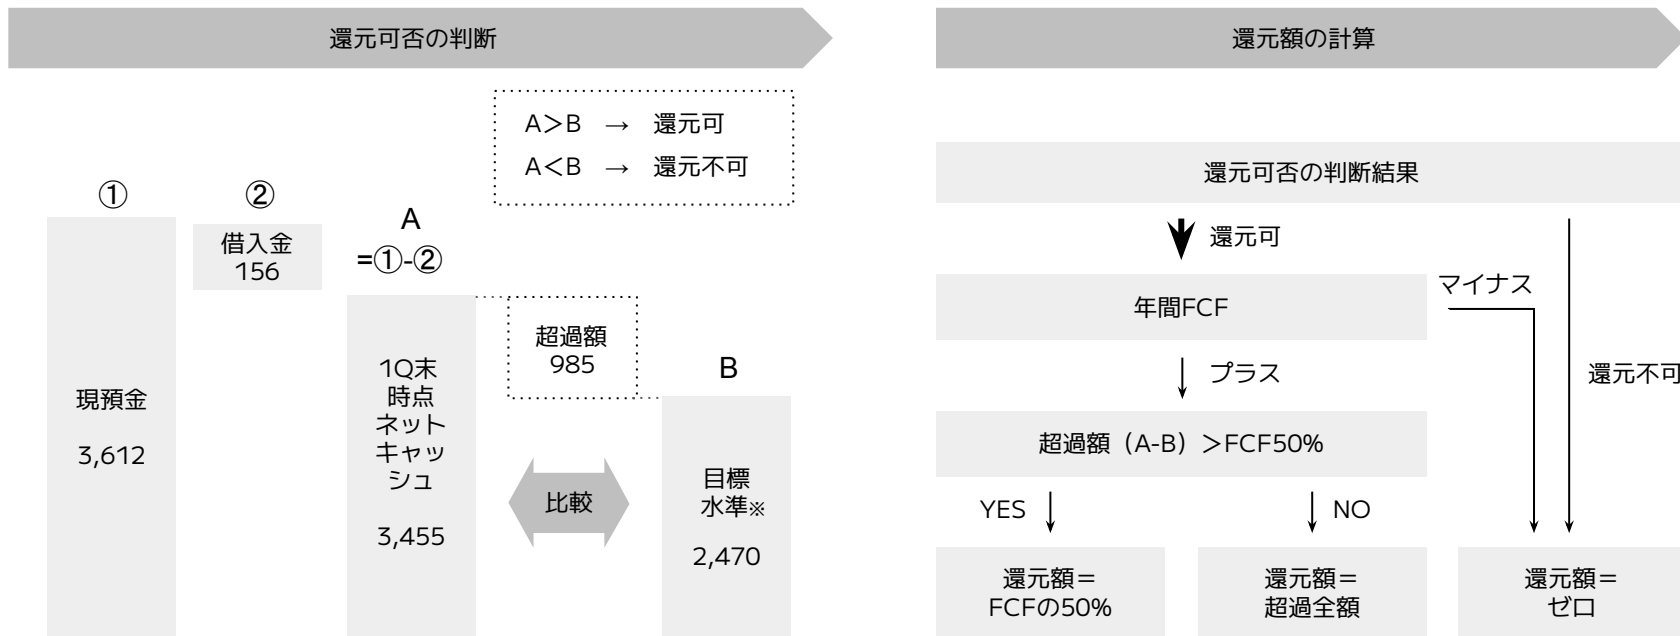 還元可否の判断
A＞B → 還元可
A＜B → 還元不可
①
現預金
3,612
②
借入金
156
A
=①-②
1Q末
時点
ネット
キャッ
シュ
3,455
超過額
985
比較
B
目標
水準※
2,470
還元額の計算
還元可否の判断結果
還元可
年間FCF
マイナス
プラス
還元不可
超過額（A-B）＞FCF50%
YES
NO
還元額＝
FCFの50%
還元額＝
超過全額
還元額＝
ゼロ